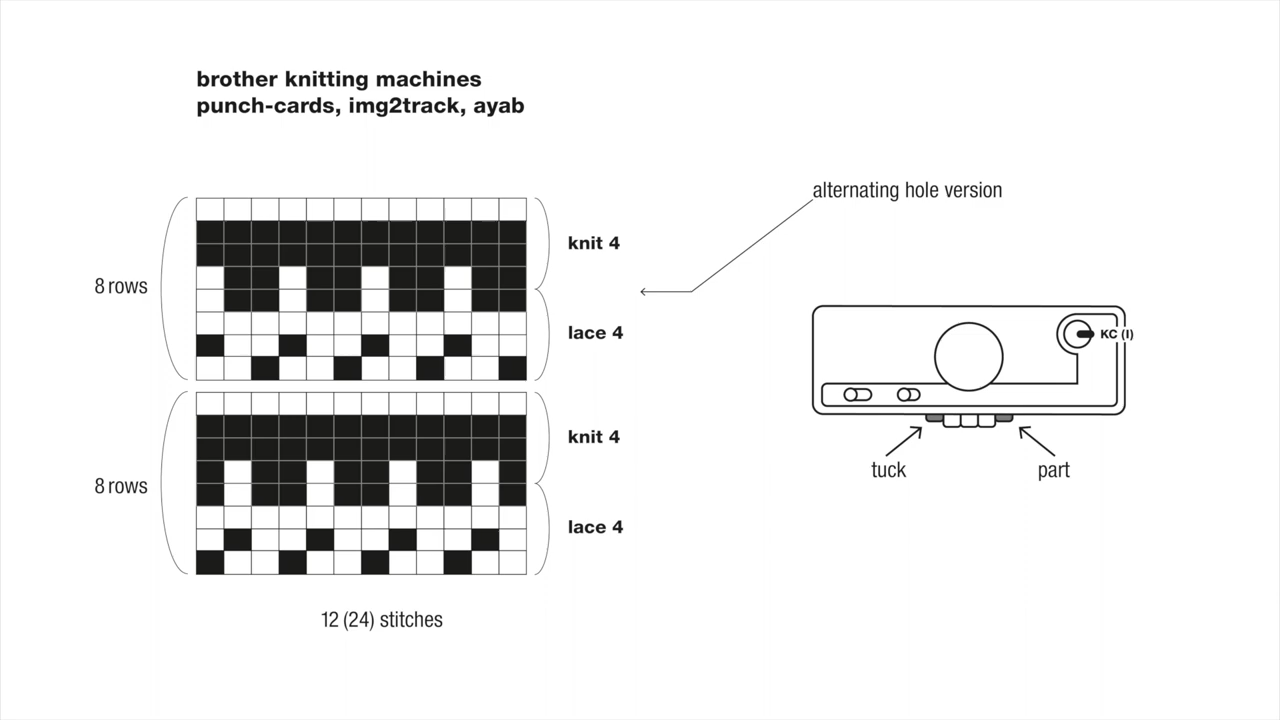 brother knitting machines
punch-cards, img2track, ayab
alternating hole version
knit 4
8 rows
lace 4
KC (I)
knit 4
tuck
part
8 rows
lace 4
12 (24) stitches